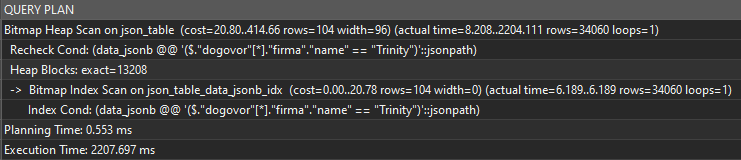 QUERY PLAN
Bitmap Heap Scan on json_table  (cost=20.80..414.66 rows=104 width=96) (actual time=8.208..2204.111 rows=34060 loops=1)
Recheck Cond: (data_jsonb @@ '($."dogovor"[*]."firma"."name" == "Trinity")'::jsonpath)
Heap Blocks: exact=13208
->  Bitmap Index Scan on json_table_data_jsonb_idx  (cost=0.00..20.78 rows=104 width=0) (actual time=6.189..6.189 rows=34060 loops=1)
Index Cond: (data_jsonb @@ '($."dogovor"[*]."firma"."name" == "Trinity")'::jsonpath)
Planning Time: 0.553 ms
Execution Time: 2207.697 ms